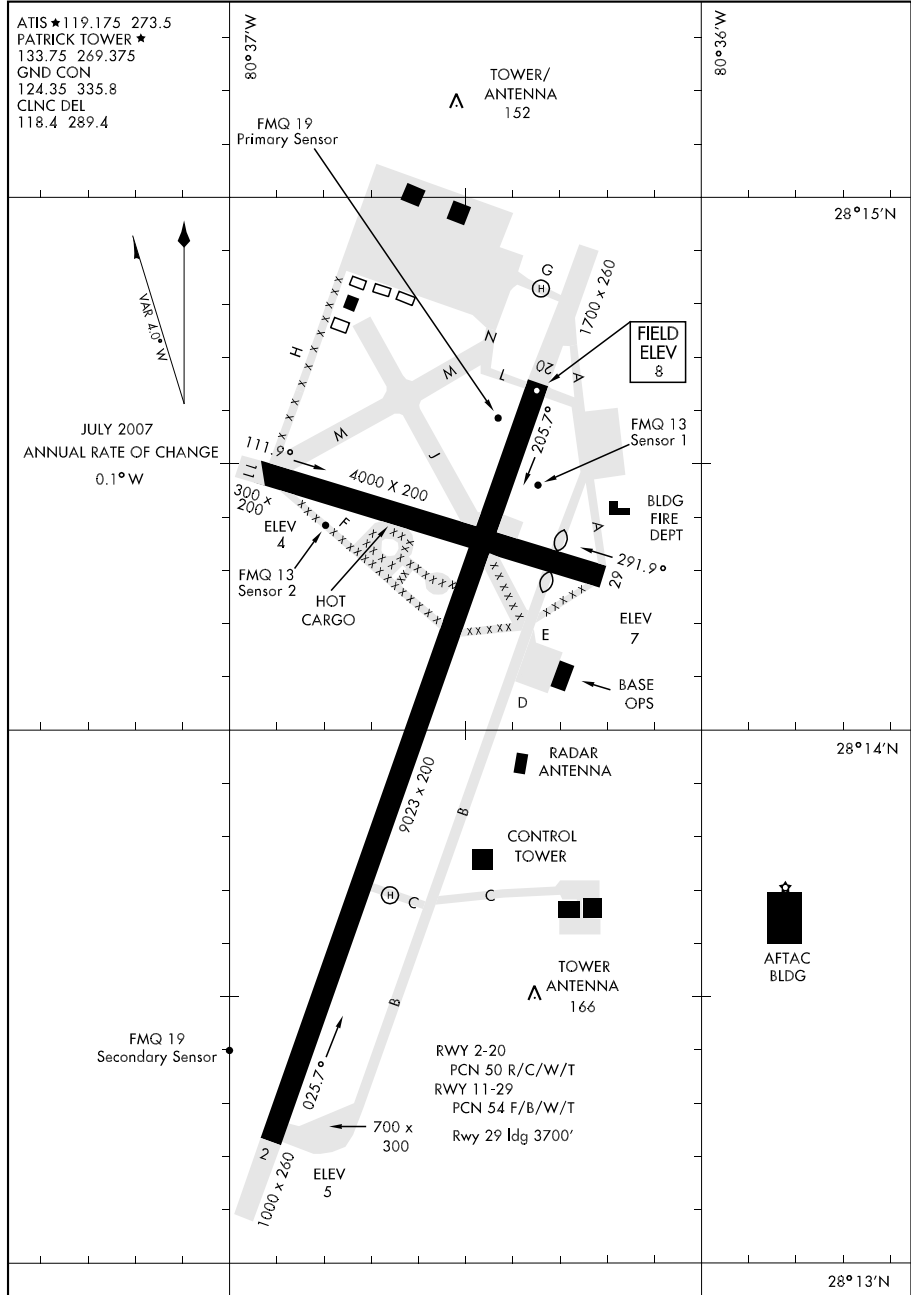 ATIS ★119.175 273.5
PATRICK TOWER ★
133.75 269.375
GND CON
124.35 335.8
CLNC DEL
118.4 289.4
80°37'W
80°36'W
TOWER/
ANTENNA
152
FMQ 19
Primary Sensor
28°15'N
VAR 4.0° W
JULY 2007
ANNUAL RATE OF CHANGE
0.1° W
H
G
1700 x 260
H
N
M
L
20
A
FIELD
ELEV
8
M
J
205.7°
FMQ 13
Sensor 1
111.9°
11
4000 X 200
300 x
200
ELEV
4
F
A
BLDG
FIRE
DEPT
FMQ 13
Sensor 2
HOT
CARGO
291.9°
29
ELEV
7
E
BASE
OPS
D
28°14'N
RADAR
ANTENNA
9023 x 200
B
CONTROL
TOWER
H
C
C
AFTAC
BLDG
TOWER
ANTENNA
166
B
FMQ 19
Secondary Sensor
RWY 2-20
PCN 50 R/C/W/T
RWY 11-29
PCN 54 F/B/W/T
Rwy 29 ldg 3700'
025.7°
700 x
300
2
ELEV
5
1000 x 260
28°13'N